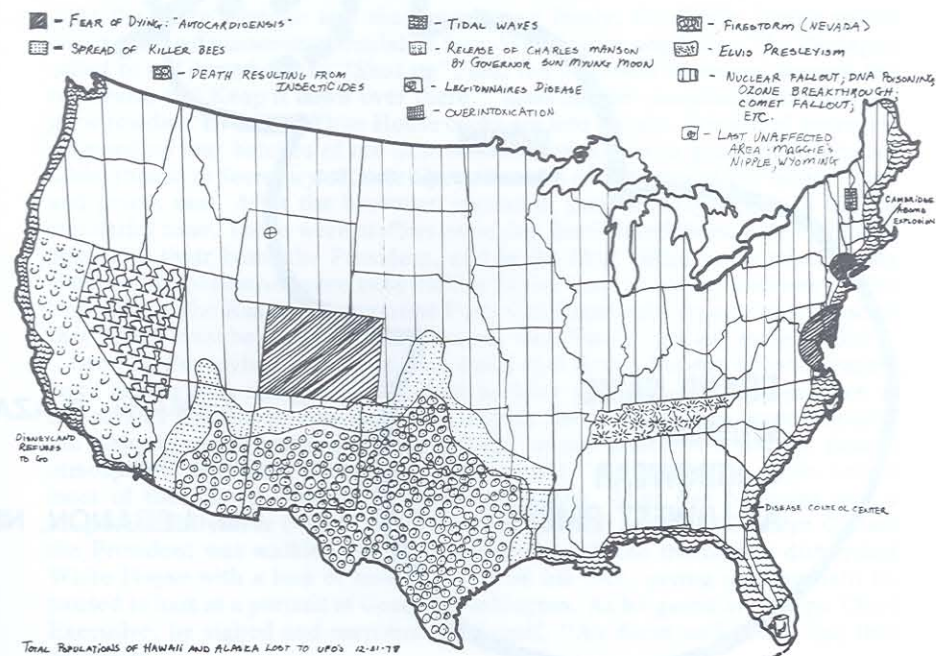 - FEAR OF DYING: "AUTOCARDIOENSIS"
= SPREAD OF KILLER BEES
- DEATH RESULTING FROM
INSECTICIDES
- TIDAL WAVES
- RELEASE OF CHARLES MANSON
BY GOVERNOR SUN MYUNG MOON
- LEGIONNAIRES DISEASE
- OVERINTOXICATION
- FIRESTORM (NEVADA)
- ELVIS PRESLEYISM
- NUCLEAR FALLOUT; DNA POISONING;
OZONE BREAKTHROUGH;
COMET FALLOUT;
ETC.
- LAST UNAFFECTED
AREA - MAGGIE'S
NIPPLE, WYOMING
CAMBRIDGE
EXPLOSION
DISNEYLAND
REFUSES
TO GO
DISEASE CONTROL CENTER
TOTAL POPULATIONS OF HAWAII AND ALASKA LOST TO UFO'S 12-21-78